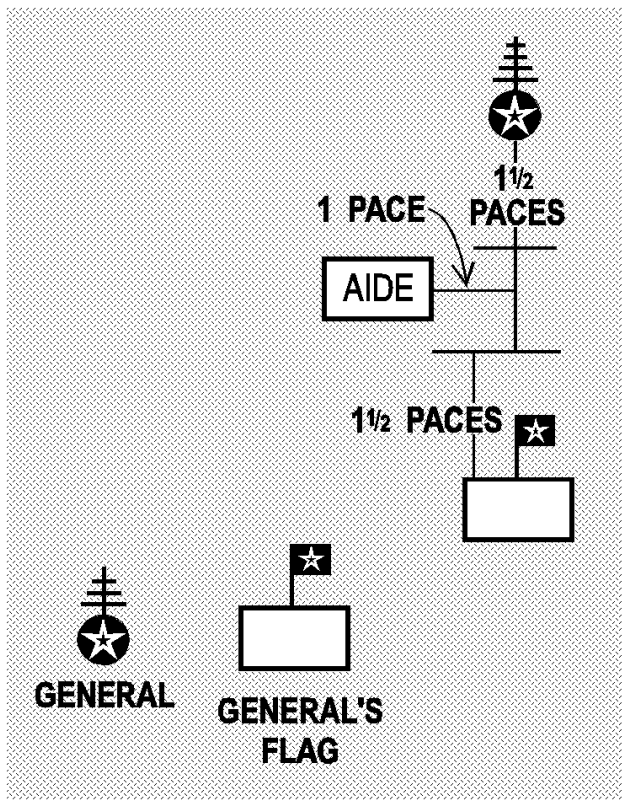 1½
PACES
1 PACE
AIDE
1½ PACES
GENERAL
GENERAL'S
FLAG